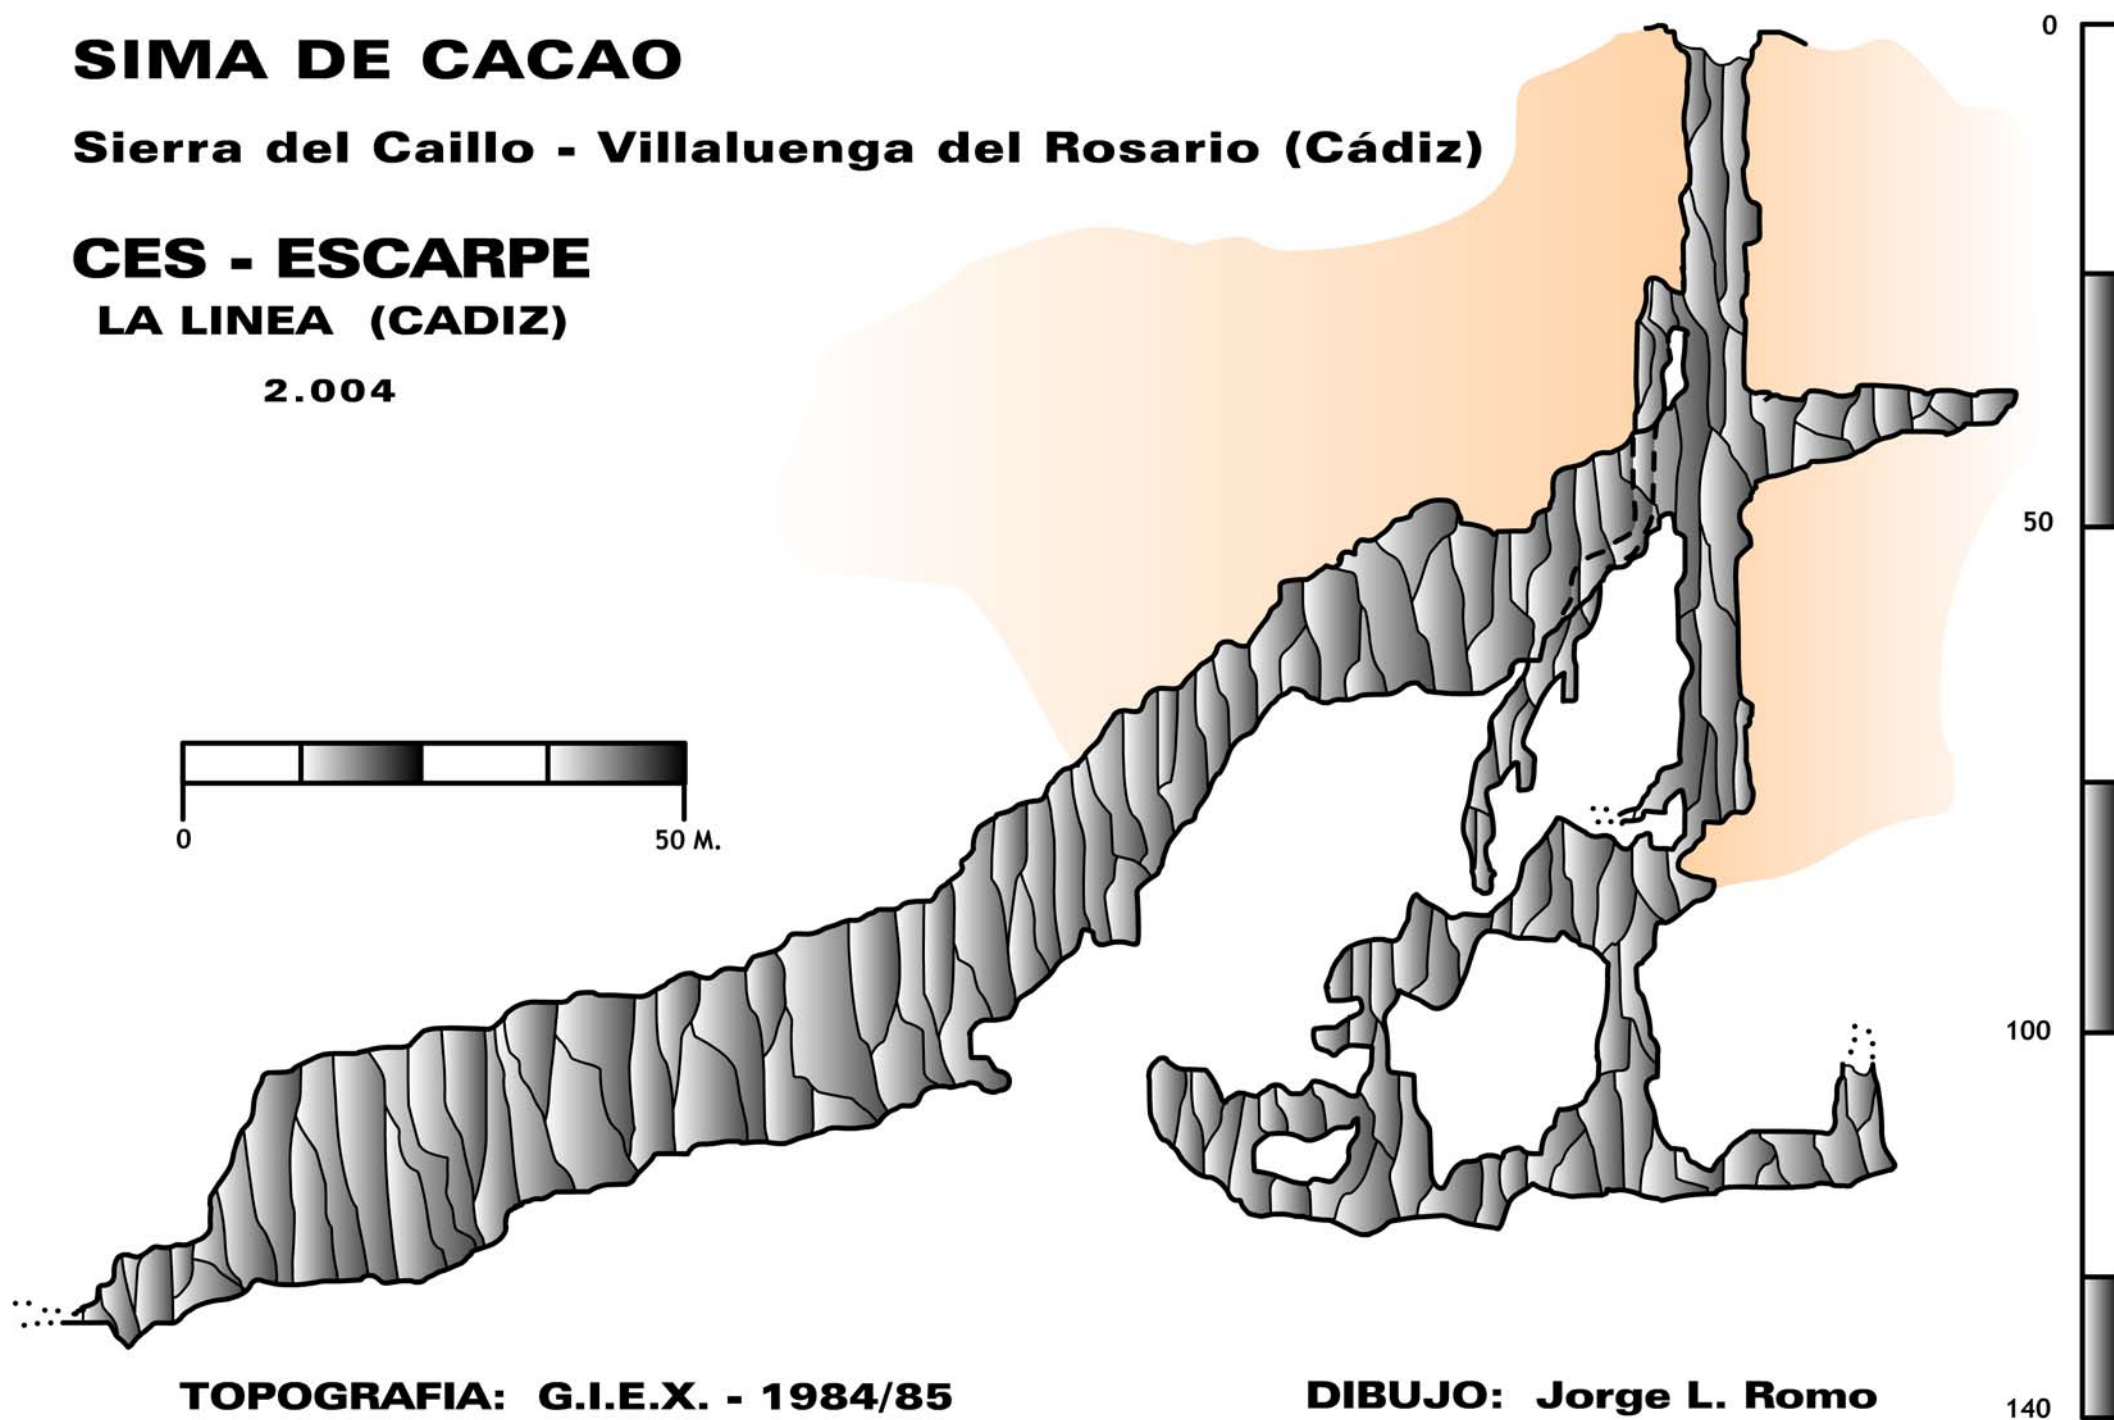 SIMA DE CACAO
Sierra del Caillo - Villaluenga del Rosario (Cádiz)
CES - ESCARPE
LA LINEA (CADIZ)
2.004
0
50
100
140
0
50 M.
TOPOGRAFIA: G.I.E.X. - 1984/85
DIBUJO: Jorge L. Romo